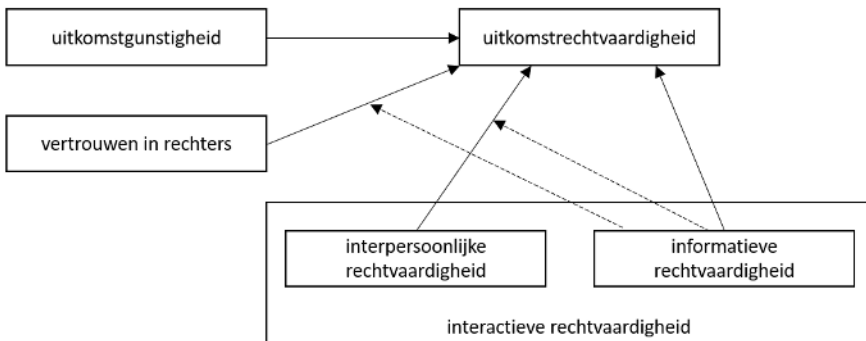 uitkomstgunstigheid
uitkomstrechtvaardigheid
vertrouwen in rechters
interpersoonlijke
rechtvaardigheid
informatieve
rechtvaardigheid
interactieve rechtvaardigheid